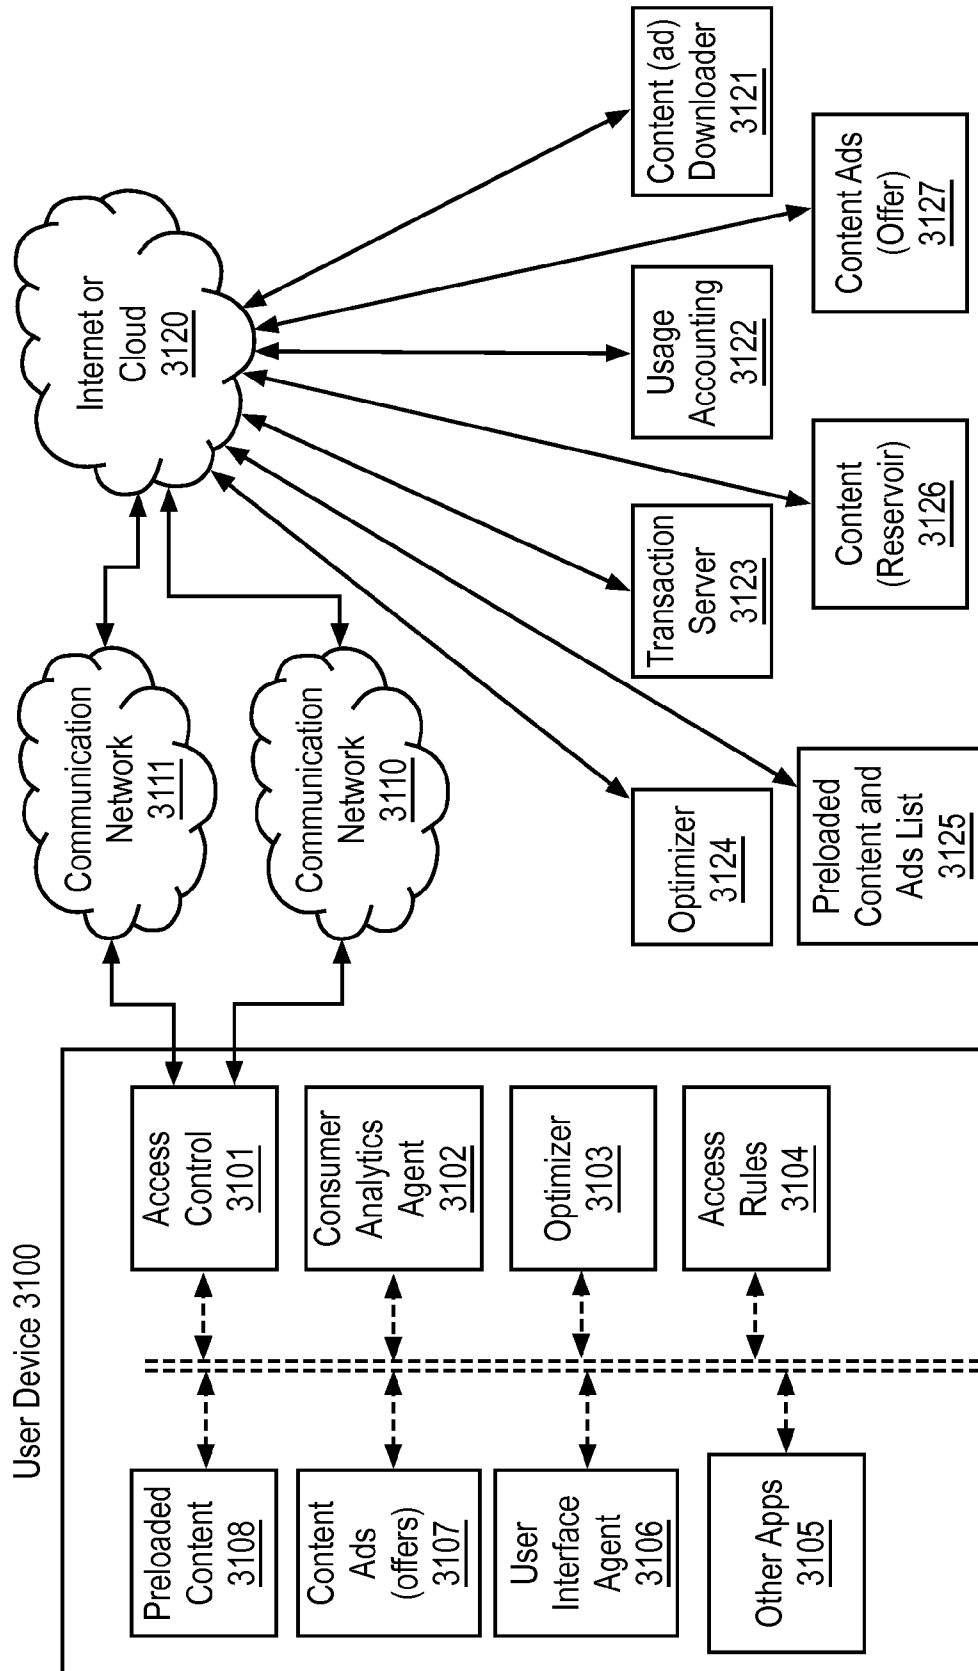 User Device 3100
Preloaded
Content
3108
Content
Ads
(offers)
3107
User
Interface
Agent
3106
Other Apps
3105
Access
Control
3101
Consumer
Analytics
Agent
3102
Optimizer
3103
Access
Rules
3104
Communication
Network
3111
Communication
Network
3110
Internet or
Cloud
3120
Optimizer
3124
Transaction
Server
3123
Usage
Accounting
3122
Content (ad)
Downloader
3121
Preloaded
Content and
Ads List
3125
Content
(Reservoir)
3126
Content Ads
(Offer)
3127